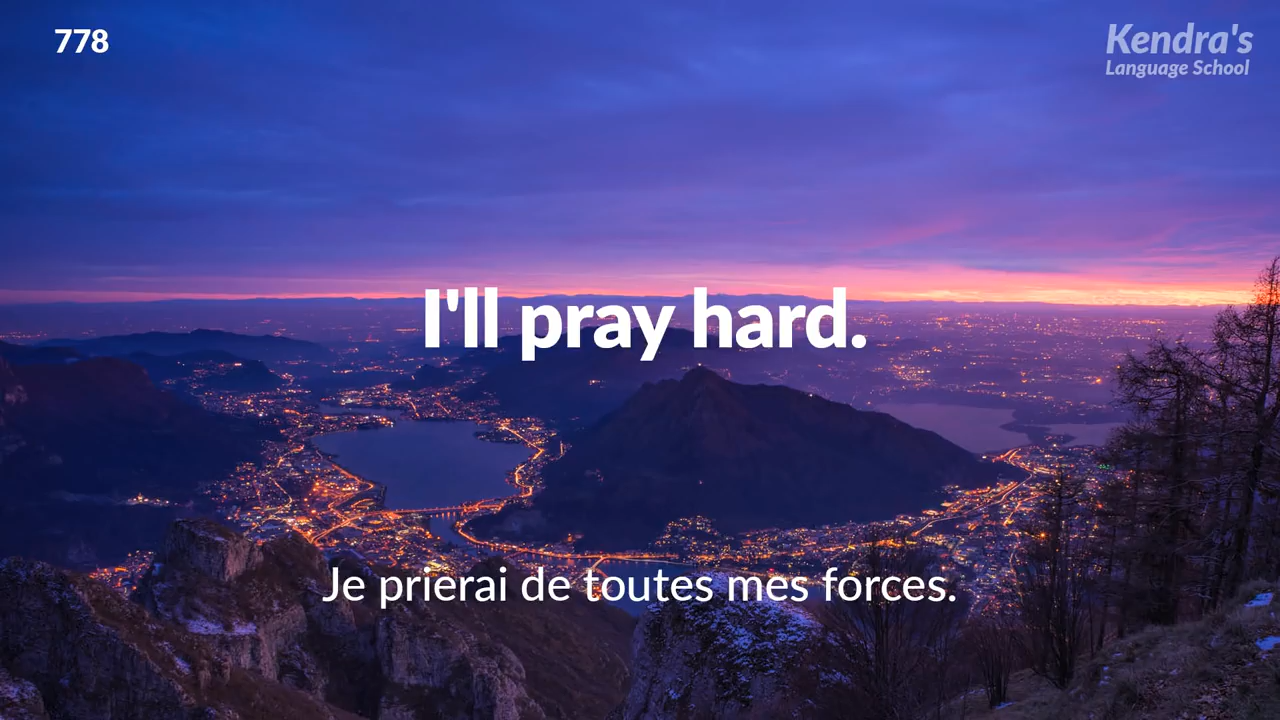 778
Kendra's
Language School
I'll pray hard.
Je prierai de toutes mes forces.